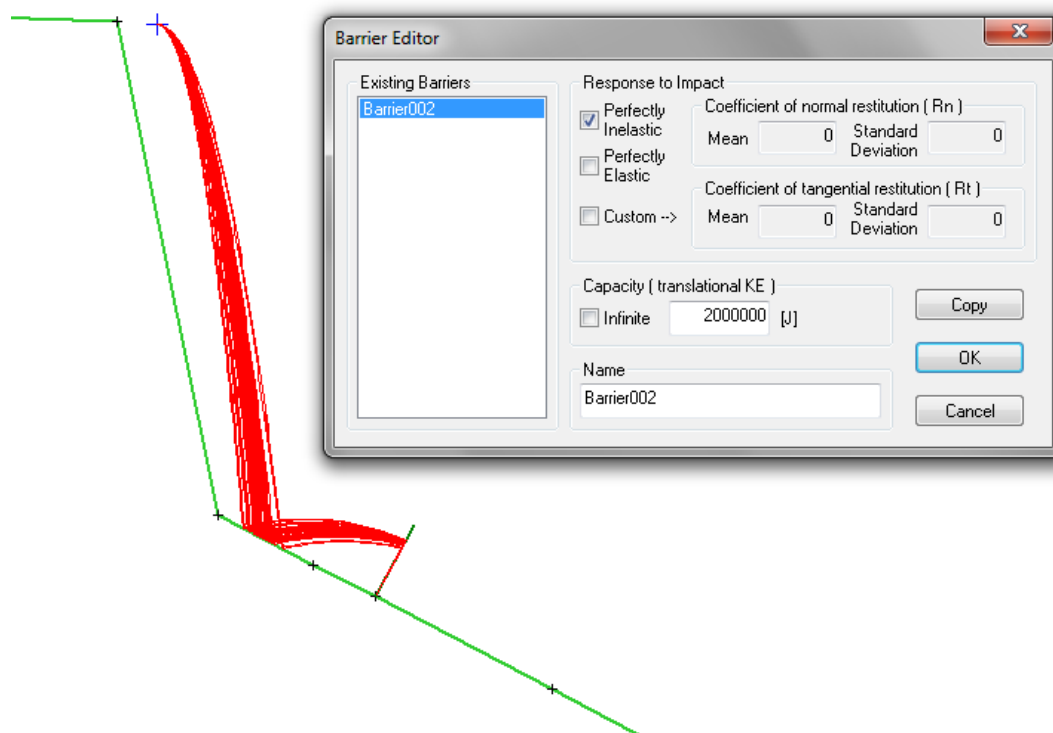 Barrier Editor
Existing Barriers
Barrier002
Response to Impact
Perfectly
Inelastic
Perfectly
Elastic
Custom -->
Coefficient of normal restitution ( Rn )
Mean 0 Standard
Deviation 0
Coefficient of tangential restitution ( Rt )
Mean 0 Standard
Deviation 0
Capacity ( translational KE )
Infinite 2000000 [J]
Name
Barrier002
Copy
OK
Cancel